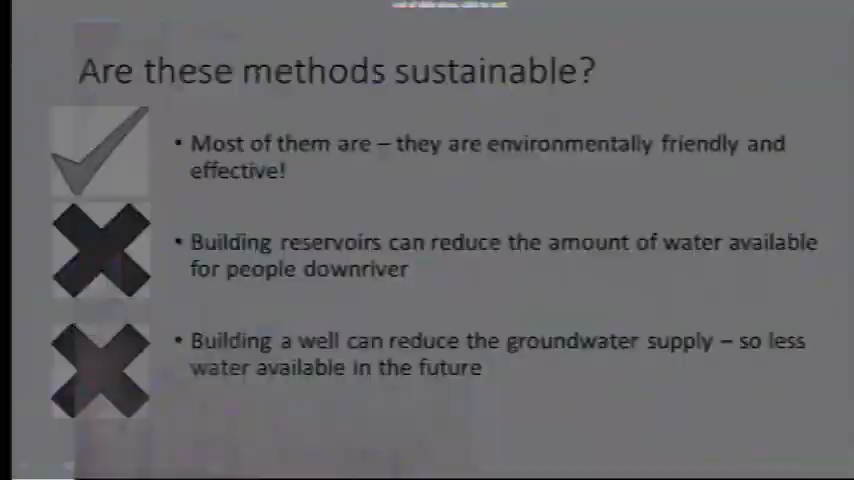 Are these methods sustainable?
• Most of them are – they are environmentally friendly and
effective!
• Building reservoirs can reduce the amount of water available
for people downriver
• Building a well can reduce the groundwater supply – so less
water available in the future